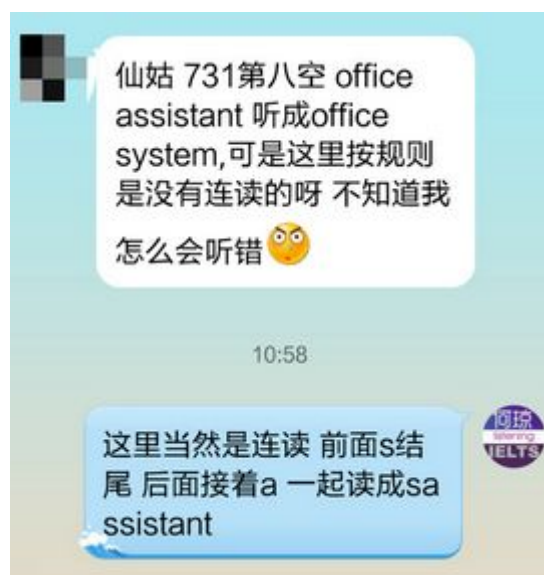 仙姑 731第八空 office
assistant 听成office
system,可是这里按规则
是没有连读的呀 不知道我
怎么会听错
10:58
这里当然是连读 前面s结
尾 后面接着a 一起读成sa
ssistant
何琼
listening
IELTS